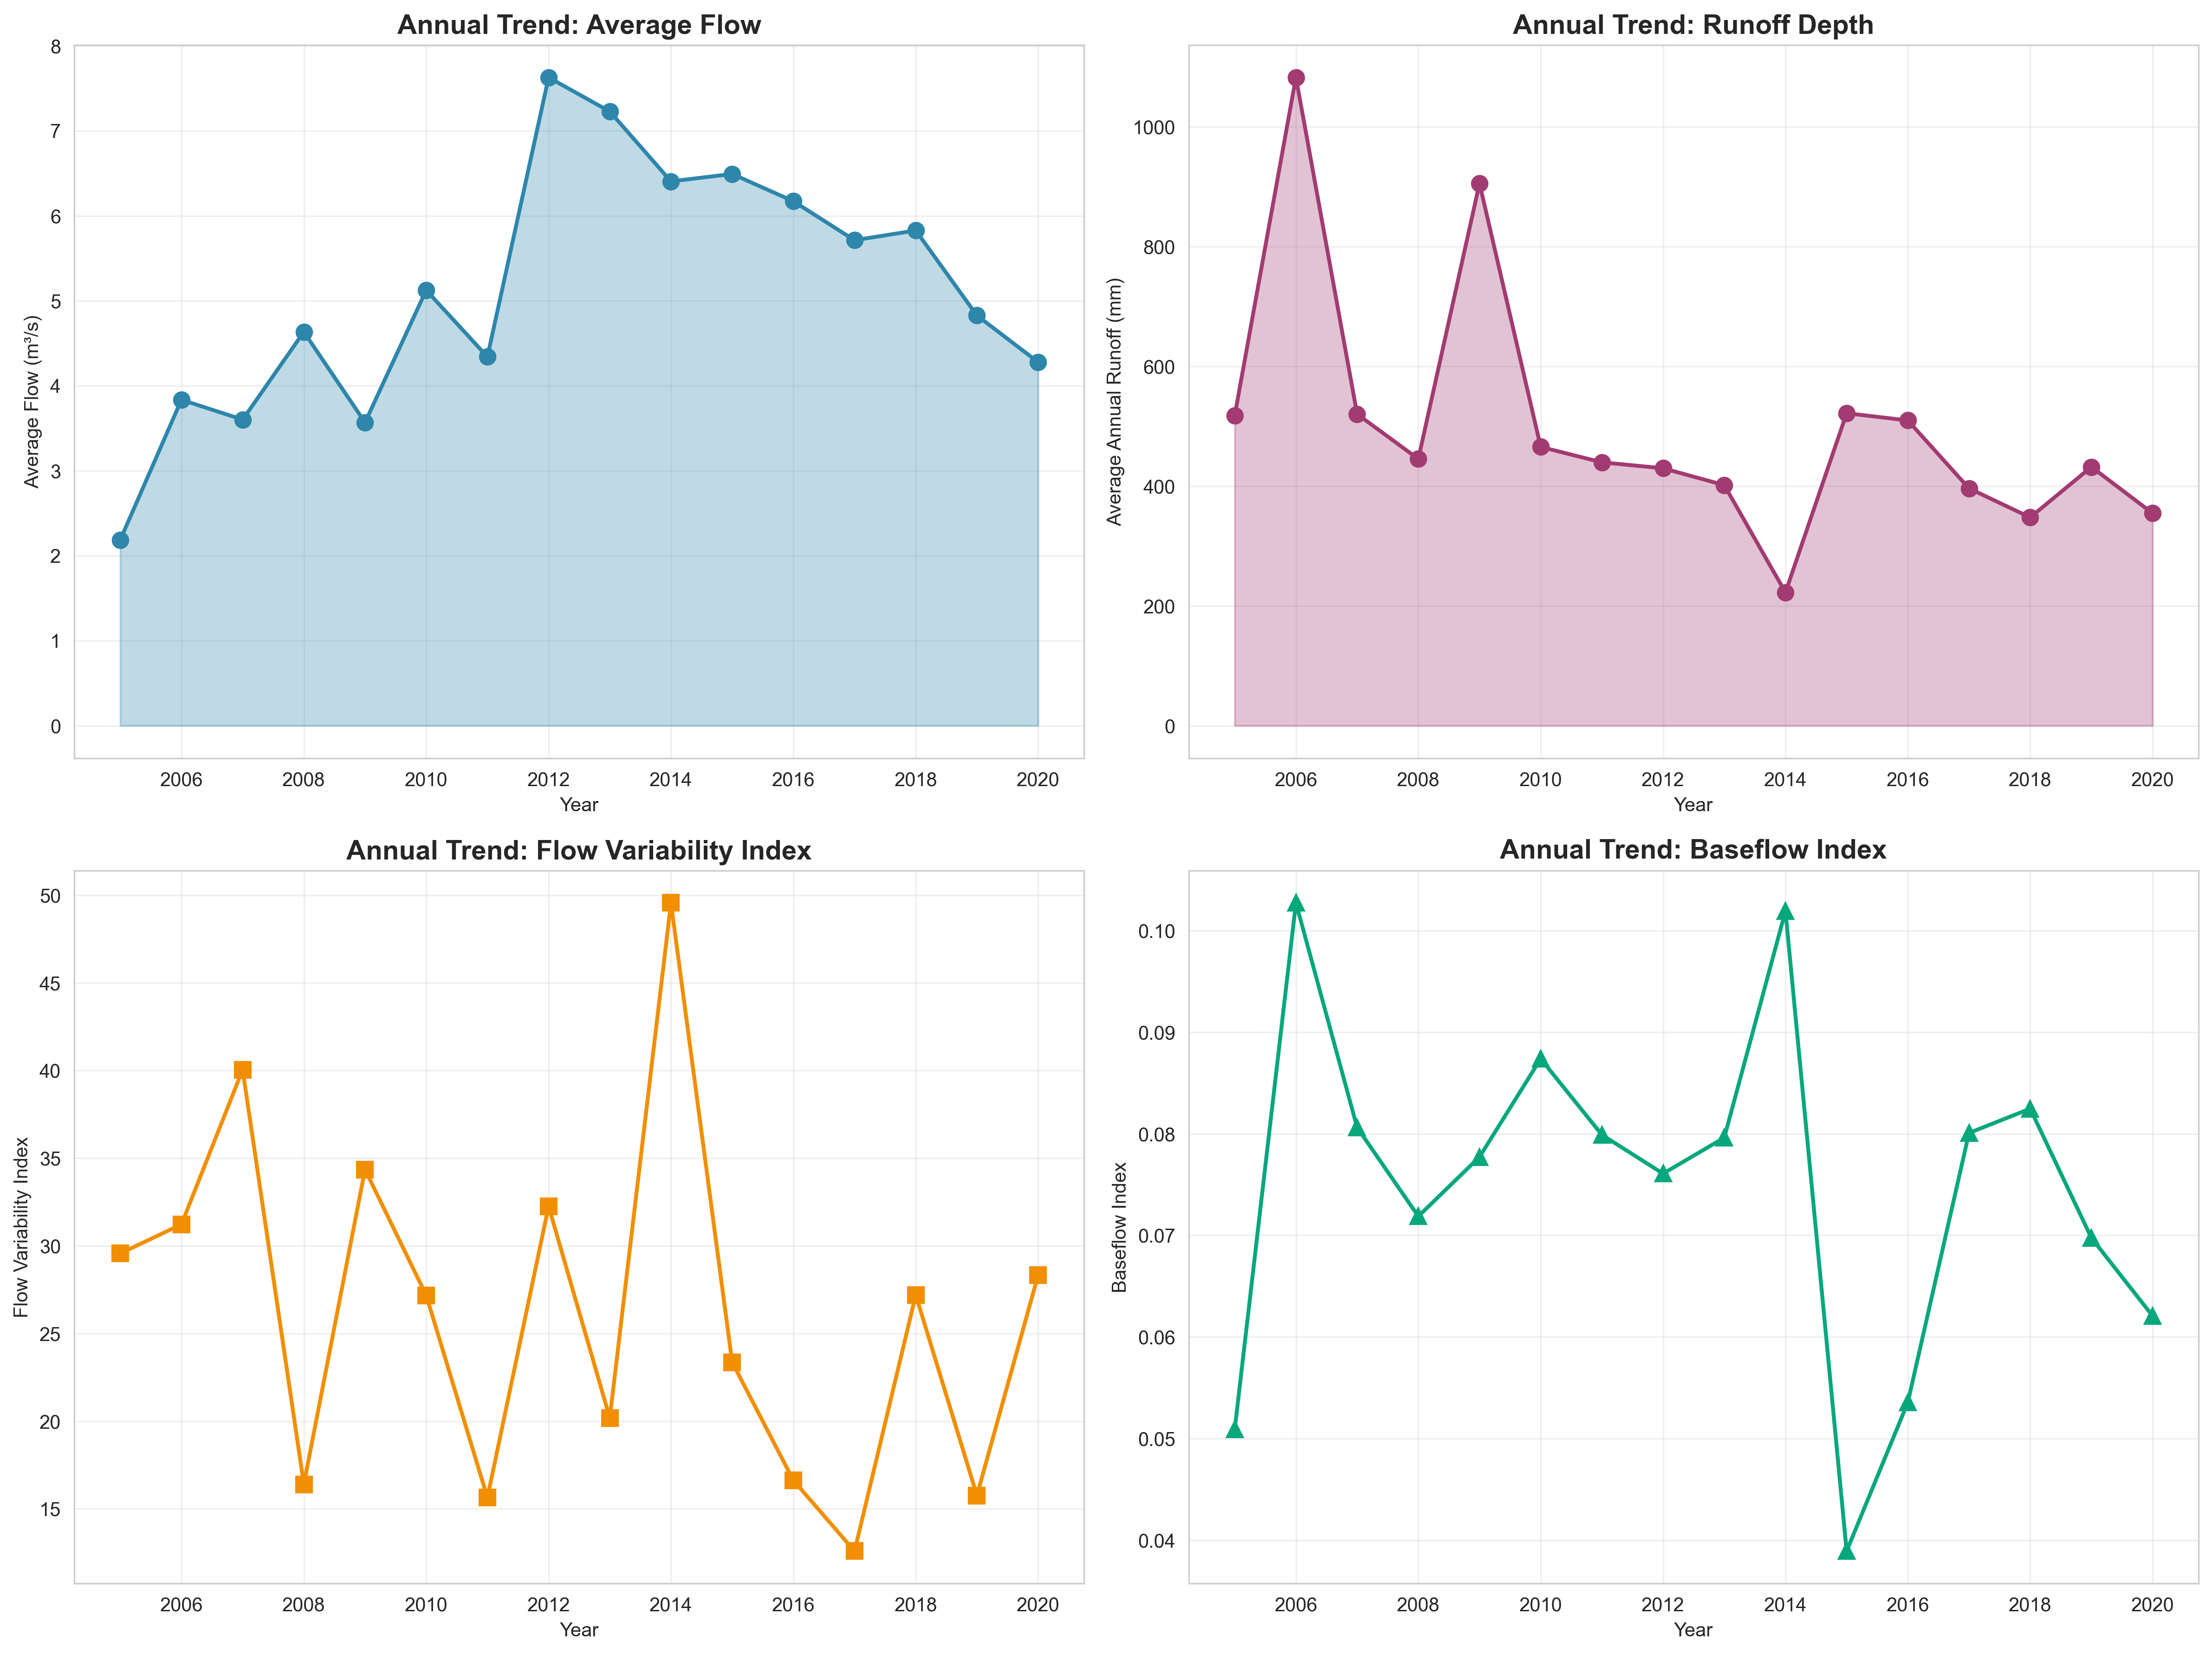 Annual Trend: Average Flow
Average Flow (m³/s)
8
7
6
5
4
3
2
1
0
2006 2008 2010 2012 2014 2016 2018 2020
Year
Annual Trend: Runoff Depth
Average Annual Runoff (mm)
1000
800
600
400
200
0
2006 2008 2010 2012 2014 2016 2018 2020
Year
Annual Trend: Flow Variability Index
Flow Variability Index
50
45
40
35
30
25
20
15
2006 2008 2010 2012 2014 2016 2018 2020
Year
Annual Trend: Baseflow Index
Baseflow Index
0.10
0.09
0.08
0.07
0.06
0.05
0.04
2006 2008 2010 2012 2014 2016 2018 2020
Year